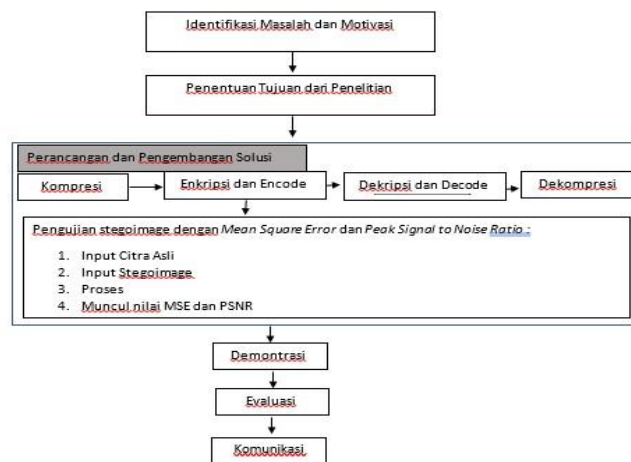 Identifikasi Masalah dan Motivasi
Penentuan Tujuan dari Penelitian
Perancangan dan Pengembangan Solusi
Kompresi
Enkripsi dan Encode
Dekripsi dan Decode
Dekompresi
Pengujian stegoimage dengan Mean Square Error dan Peak Signal to Noise Ratio :
1. Input Citra Asli
2. Input Stegoimage
3. Proses
4. Muncul nilai MSE dan PSNR
Demontrasi
Evaluasi
Komunikasi